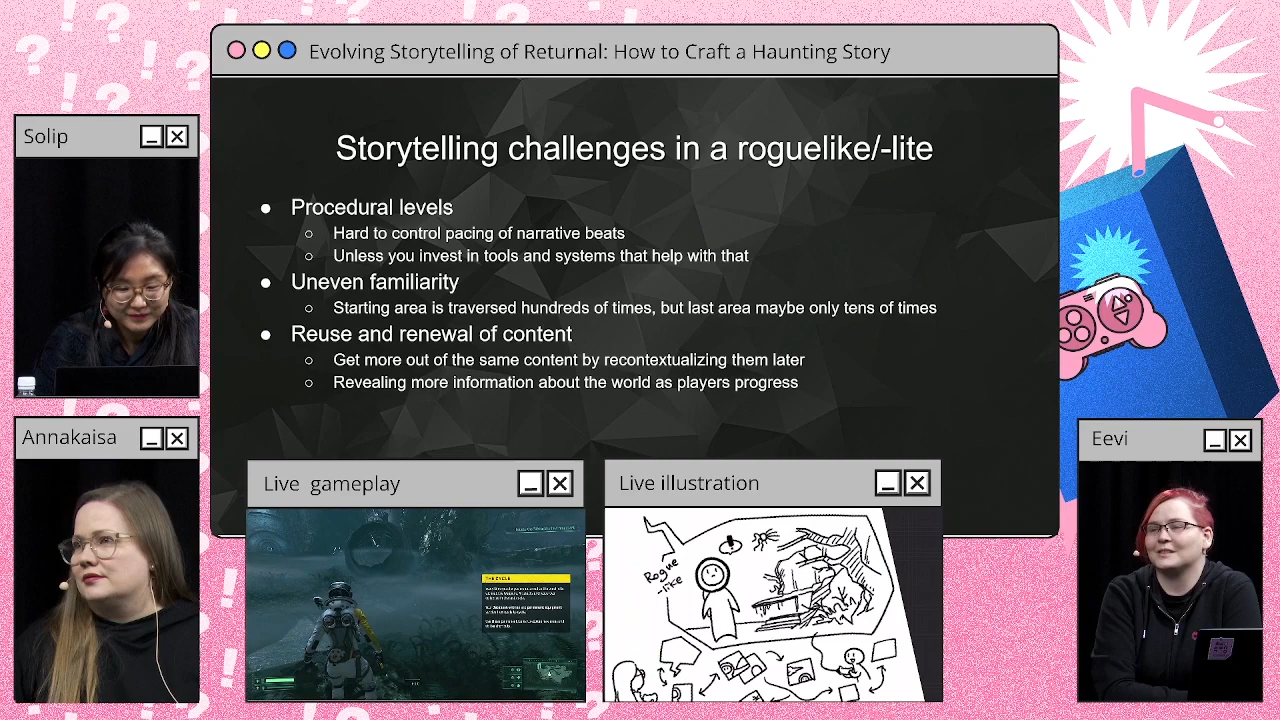 Evolving Storytelling of Returnal: How to Craft a Haunting Story
Solip
Storytelling challenges in a roguelike/-lite
● Procedural levels
○ Hard to control pacing of narrative beats
○ Unless you invest in tools and systems that help with that
● Uneven familiarity
○ Starting area is traversed hundreds of times, but last area maybe only tens of times
● Reuse and renewal of content
○ Get more out of the same content by recontextualizing them later
○ Revealing more information about the world as players progress
Annakaisa
Eevi
Live gameplay
Live illustration
THE CYCLE
Rogue